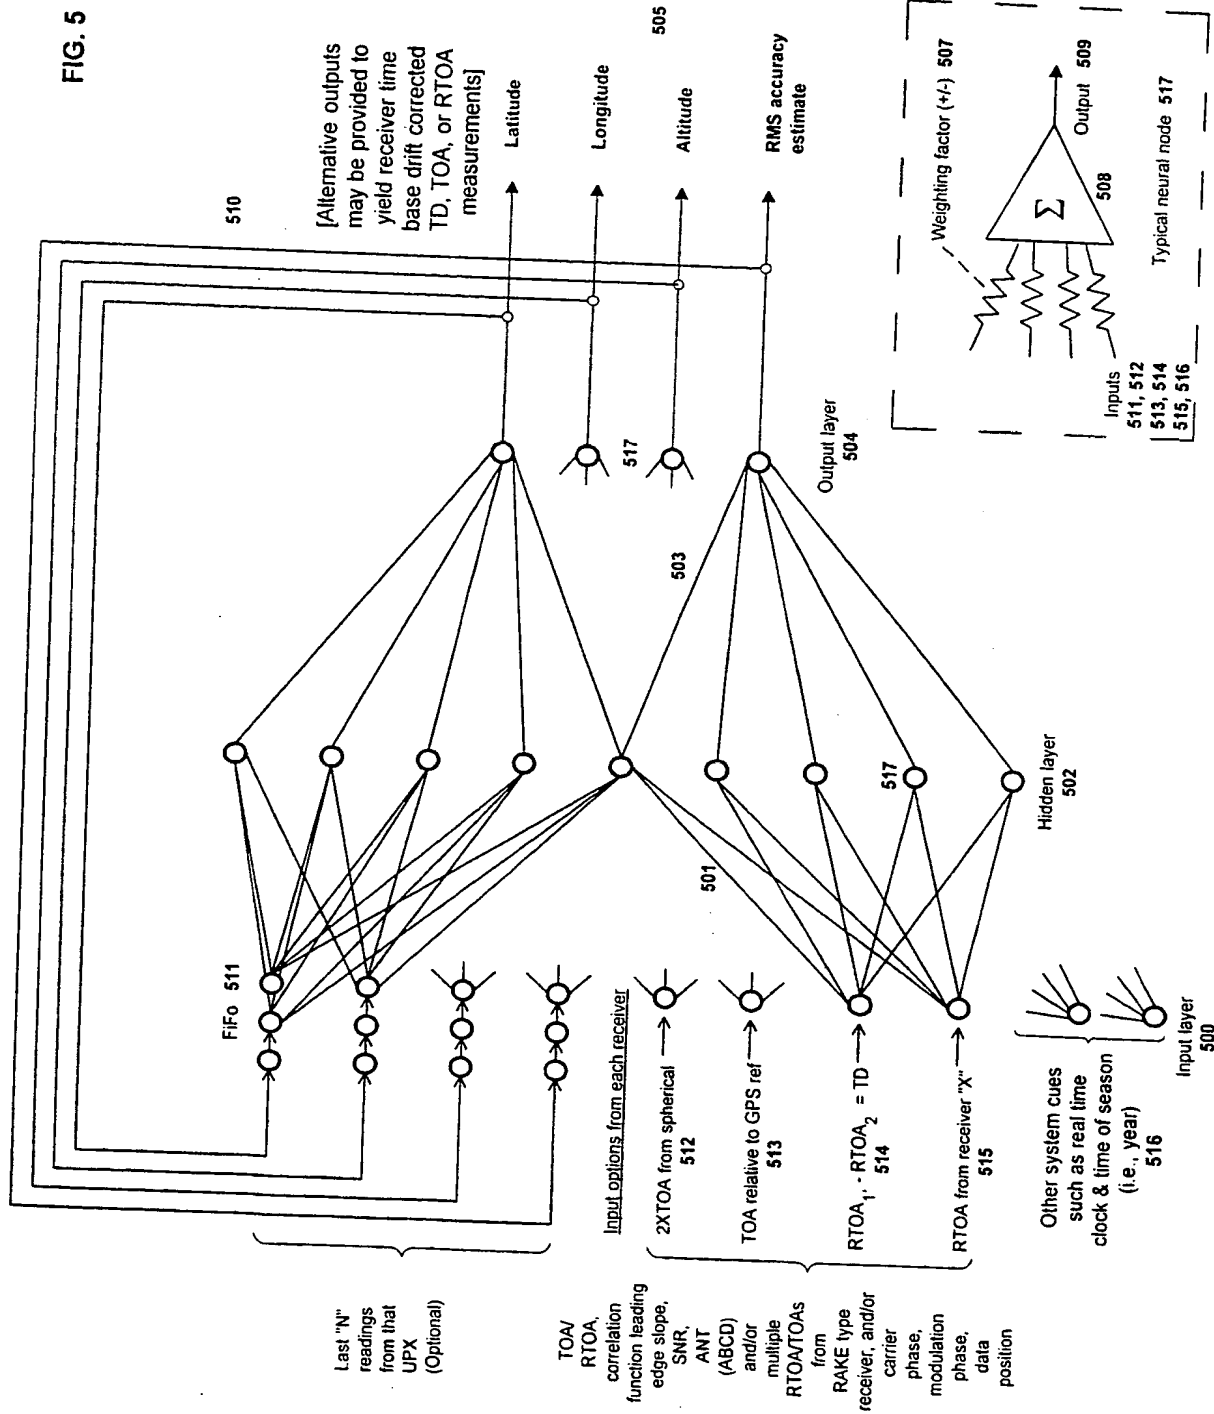 FIG. 5
510
[Alternative outputs
may be provided to
yield receiver time
base drift corrected
TD, TOA, or RTOA
measurements]
505
Latitude
Longitude
Altitude
RMS accuracy
estimate
517
Output layer
504
503
517
Hidden layer
502
501
FiFo 511
Input layer
500
Last "N"
readings
from that
UPX
(Optional)
Input options from each receiver
2XTOA from spherical
512
TOA relative to GPS ref
513
RTOA1, - RTOA2 = TD
514
RTOA from receiver "X"
515
Other system cues
such as real time
clock & time of season
(i.e., year)
516
TOA/
RTOA,
correlation
function leading
edge slope,
SNR,
ANT
(ABCD)
and/or
multiple
RTOA/TOAs
from
RAKE type
receiver, and/or
carrier
phase,
modulation
phase,
data
position
Weighting factor (+/-) 507
Σ
508
Output 509
Inputs
511, 512
513, 514
515, 516
Typical neural node 517